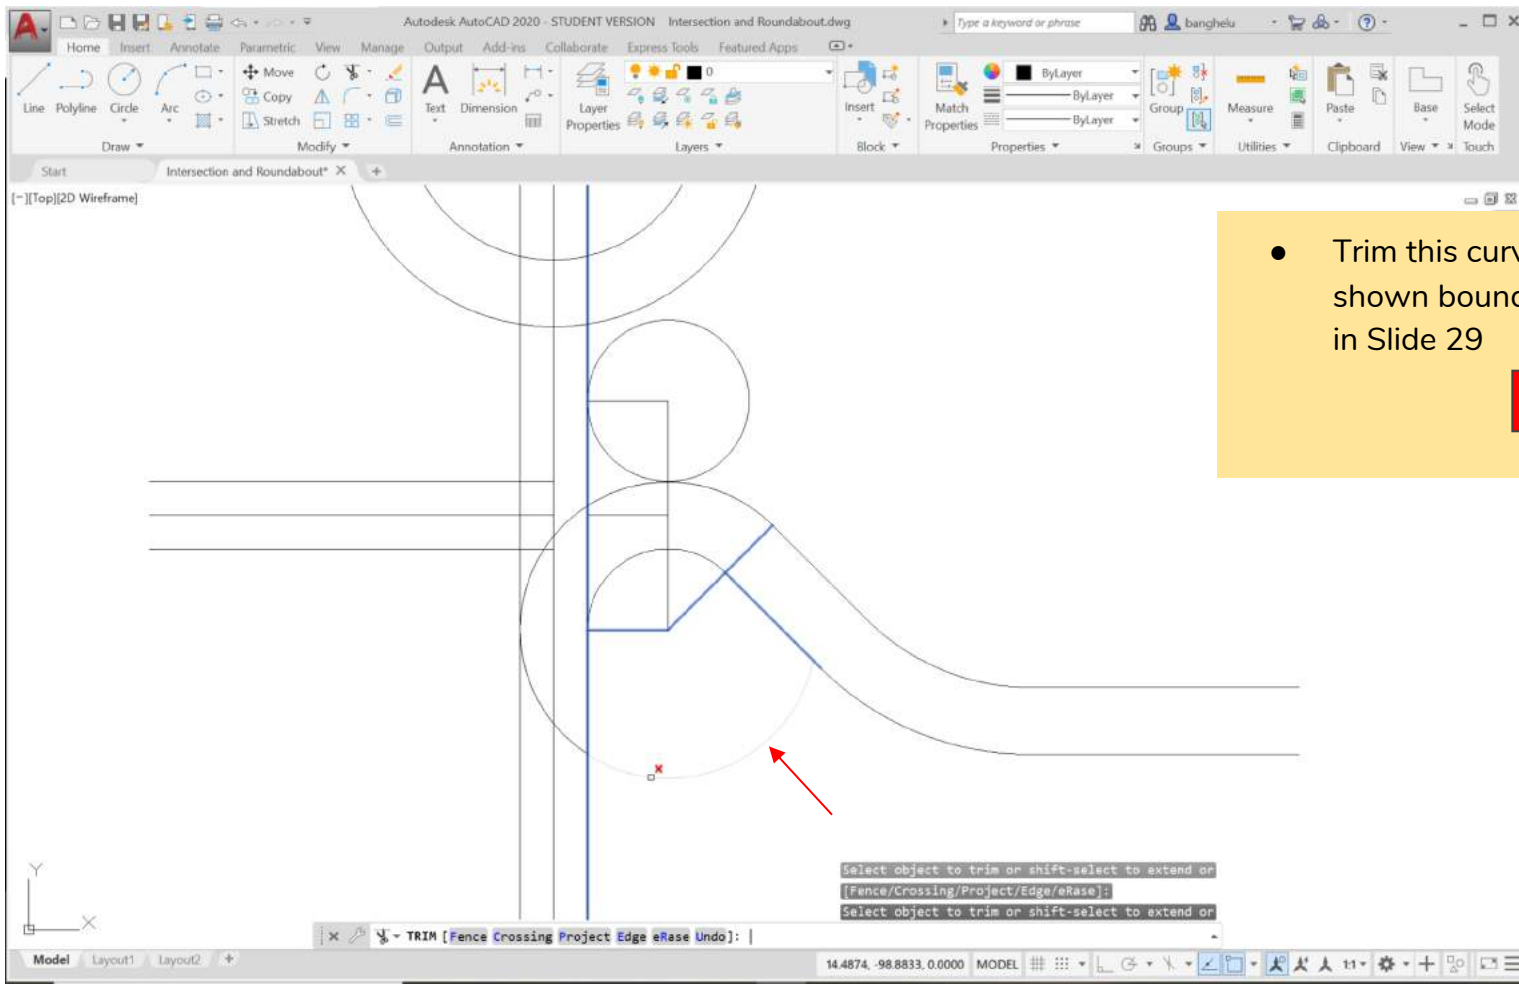 Autodesk AutoCAD 2020 - STUDENT VERSION Intersection and Roundabout.dwg
Type a keyword or phrase
banghelu
Home Insert Annotate Parametric View Manage Output Add-ins Collaborate Express Tools Featured Apps
Move
0
ByLayer
Copy
ByLayer
Line Polyline Circle Arc
Text Dimension
Layer
Properties
Insert
Match
Properties
Group
Measure
Paste
Base
Select
Mode
Stretch
ByLayer
Draw Modify Annotation Layers Block Properties Groups Utilities Clipboard View Touch
Start Intersection and Roundabout*
[-][Top][2D Wireframe]
● Trim this curv
shown bound
in Slide 29
Select object to trim or shift-select to extend or
[Fence/Crossing/Project/Edge/eRase]:
Select object to trim or shift-select to extend or
Y
X
TRIM [Fence Crossing Project Edge eRase Undo]:
Model Layout1 Layout2 +
14.4874, -98.8833, 0.0000 MODEL 1:1